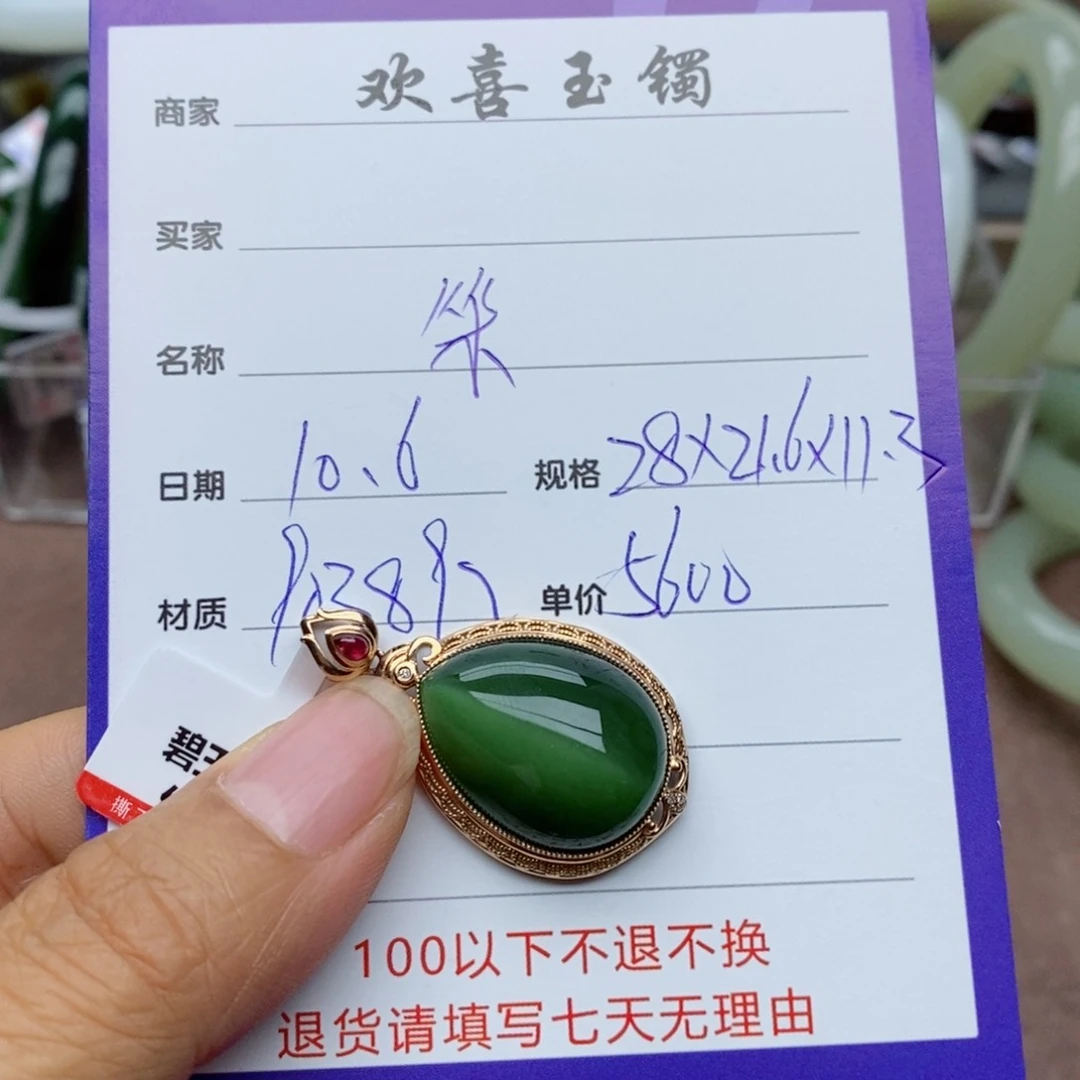 商家 欢喜玉镯
买家
名称
日期 10、6 规格 28X21.6X11.3
材质 单价 5600
碧玉
撕
100以下不退不换
退货请填写七天无理由